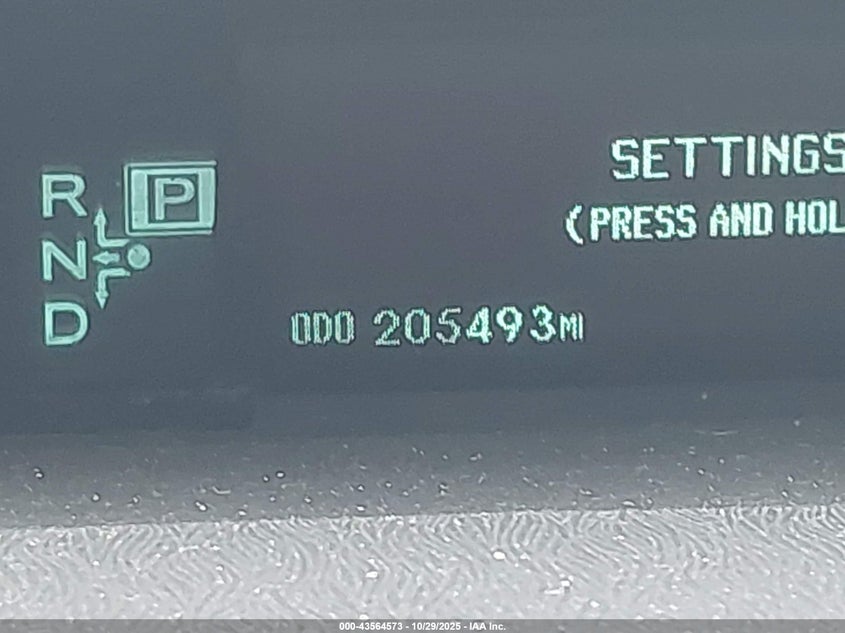 SETTINGS
(PRESS AND HOL
R P
N
D
ODO 205493MI
000-43564573 - 10/29/2025 - IAA Inc.